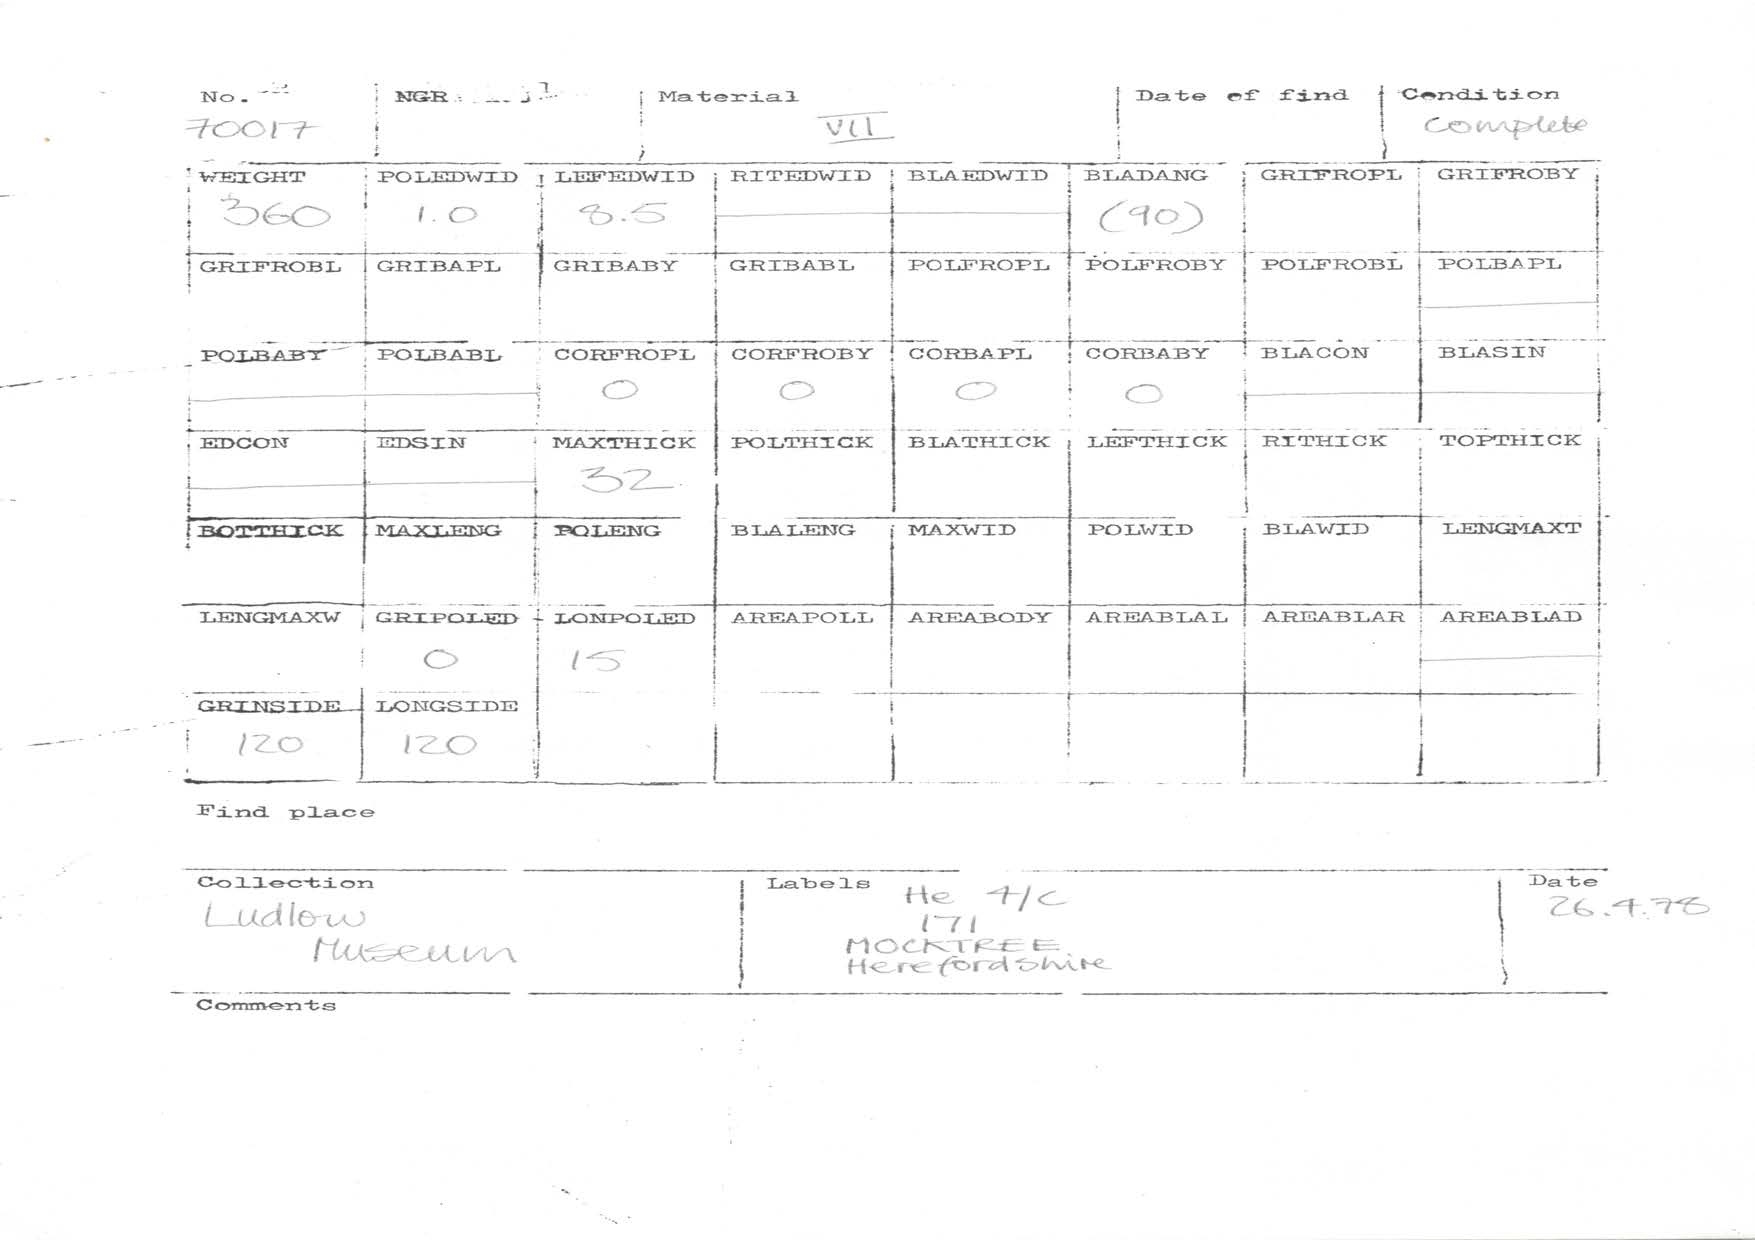 No. NGR Material Date of find Condition
70017 VII complete
WEIGHT POLEDWID LEFEDWID RITEDWID BLAEDWID BLADANG GRIFROPL GRIFROBY
360 1.0 8.5 (90)
GRIFROBL GRIBAPL GRIBABY GRIBABL POLFROPL POLFROBY POLFROBL POLBAPL
POLBABY POLBABL CORFROPL CORFROBY CORBAPL CORBABY BLACON BLASIN
0 0 0 0
EDCON EDSIN MAXTHICK POLTHICK BLATHICK LEFTHICK RITHICK TOPTHICK
32
BOTTHICK MAXLENG POLENG BLALENG MAXWID POLWID BLAWID LENGMAXT
LENGMAXW GRIPOLED LONPOLED AREAPOLL AREABODY AREABLAL AREABLAR AREABLAD
0 15
GRINSIDE LONGSIDE
120 120
Find place
Collection Labels Date
Ludlow He 4/C 26.4.78
Museum 171
MOCKTREE
Herefordshire
Comments